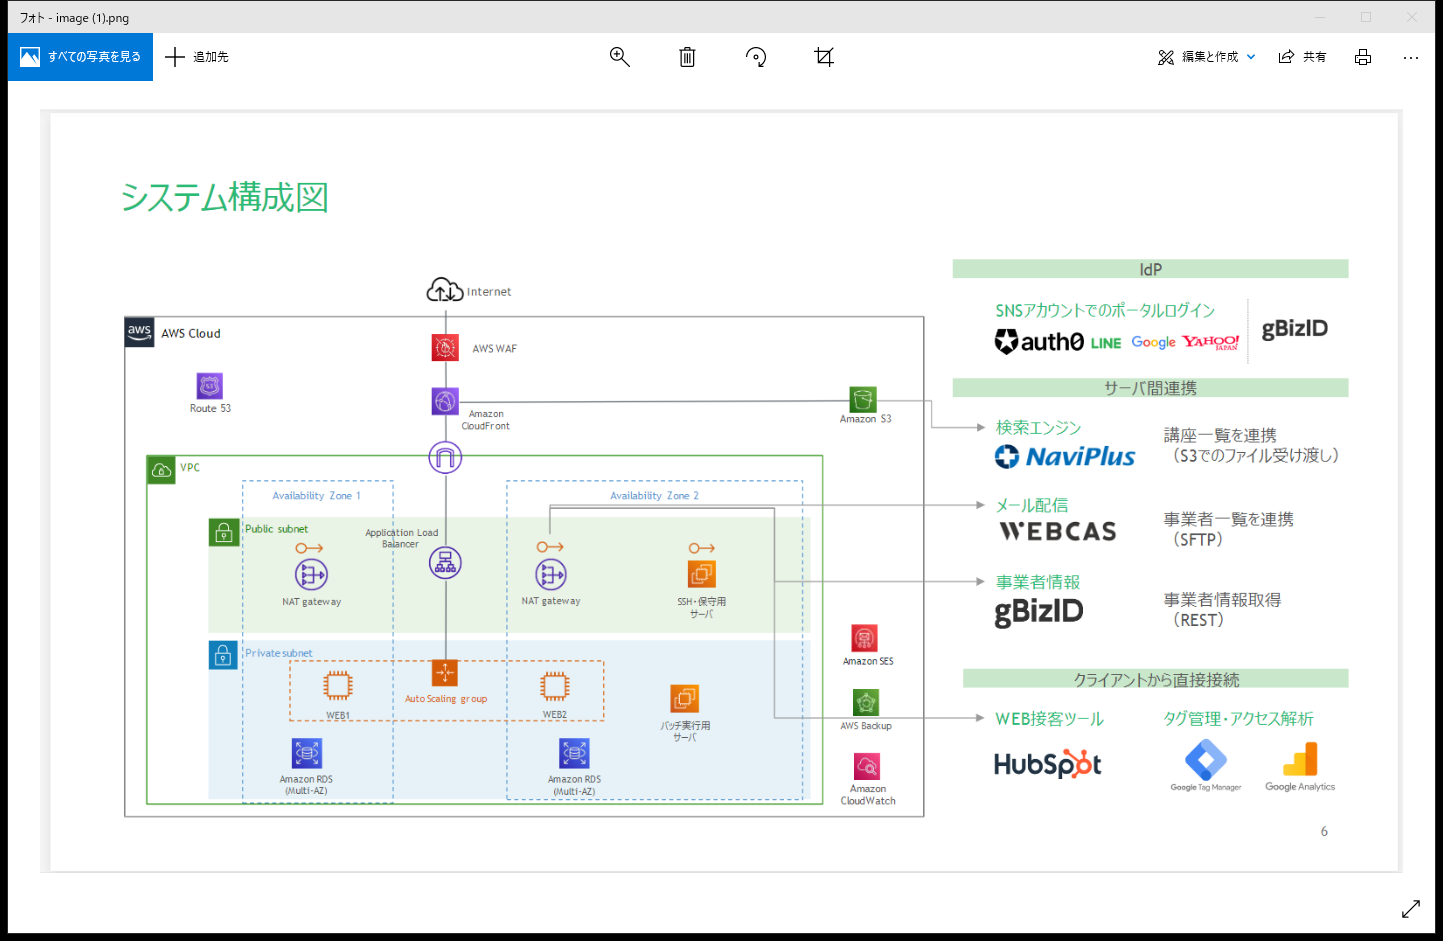 フォト - image (1).png
すべての写真を見る
追加先
編集と作成
共有
システム構成図
Internet
aws
AWS Cloud
AWS WAF
Route 53
Amazon
CloudFront
Amazon S3
VPC
Availability Zone 1
Availability Zone 2
Public subnet
Application Load
Balancer
NAT gateway
NAT gateway
SSH・保守用
サーバ
Private subnet
Auto Scaling group
WEB1
WEB2
バッチ実行用
サーバ
Amazon RDS
(Multi-AZ)
Amazon RDS
(Multi-AZ)
Amazon SES
AWS Backup
Amazon
CloudWatch
IdP
SNSアカウントでのポータルログイン
auth0 LINE Google YAHOO! JAPAN
gBizID
サーバ間連携
検索エンジン
NaviPlus
講座一覧を連携
（S3でのファイル受け渡し）
メール配信
WEBCAS
事業者一覧を連携
（SFTP）
事業者情報
gBizID
事業者情報取得
（REST）
クライアントから直接接続
WEB接客ツール
HubSpot
タグ管理・アクセス解析
Google Tag Manager
Google Analytics
6